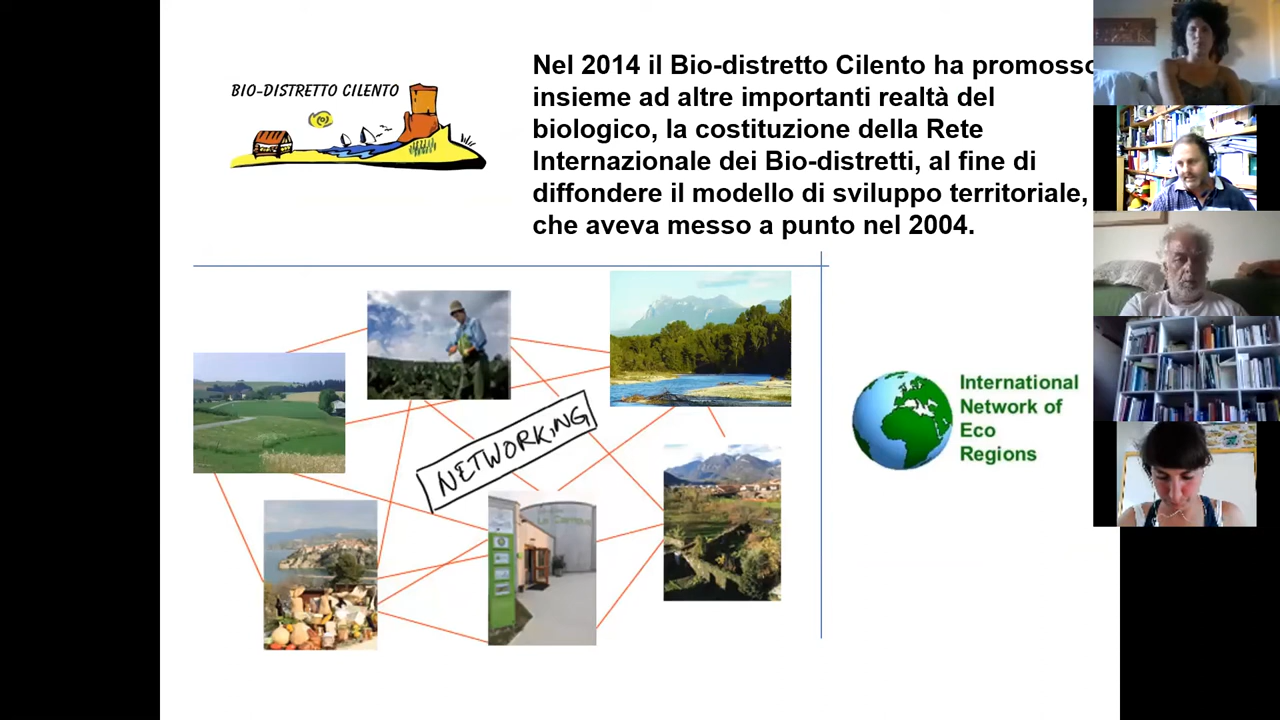 BIO-DISTRETTO CILENTO
Nel 2014 il Bio-distretto Cilento ha promosso
insieme ad altre importanti realtà del
biologico, la costituzione della Rete
Internazionale dei Bio-distretti, al fine di
diffondere il modello di sviluppo territoriale,
che aveva messo a punto nel 2004.
NETWORKING
International
Network of
Eco
Regions